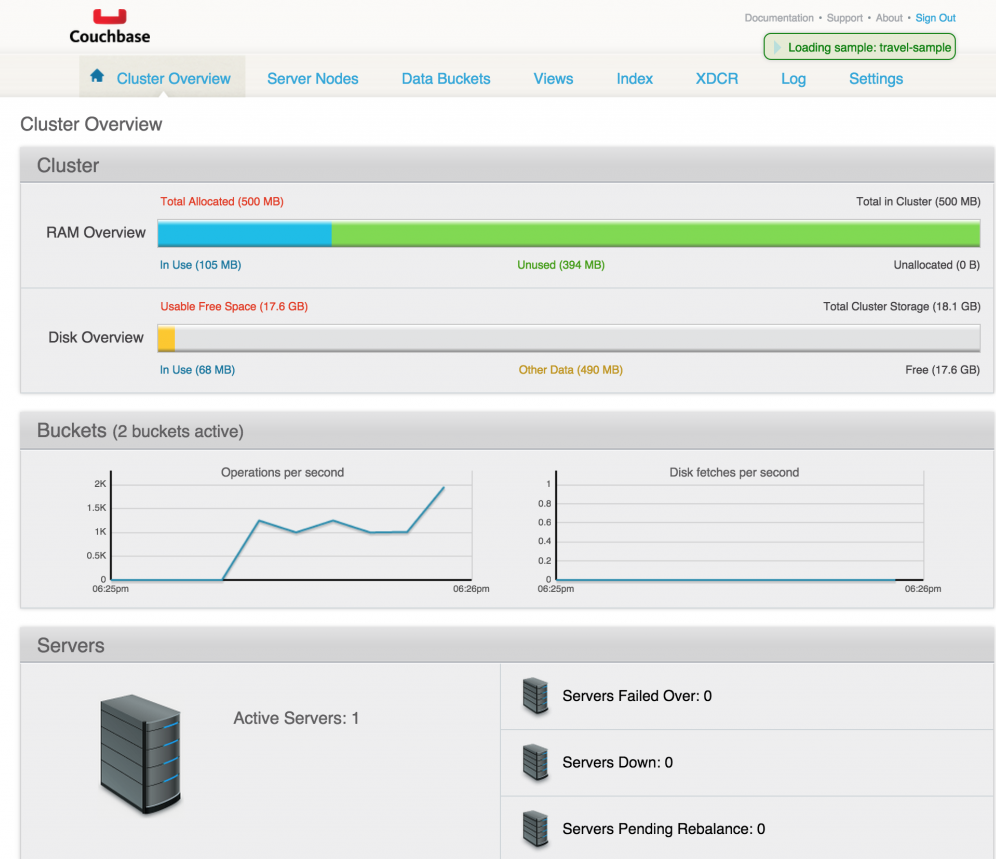 Couchbase
Documentation • Support • About • Sign Out
Loading sample: travel-sample
Cluster Overview Server Nodes Data Buckets Views Index XDCR Log Settings
Cluster Overview
Cluster
Total Allocated (500 MB) Total in Cluster (500 MB)
RAM Overview
In Use (105 MB) Unused (394 MB) Unallocated (0 B)
Usable Free Space (17.6 GB) Total Cluster Storage (18.1 GB)
Disk Overview
In Use (68 MB) Other Data (490 MB) Free (17.6 GB)
Buckets (2 buckets active)
Operations per second
2K
1.5K
1K
0.5K
0
06:25pm 06:26pm
Disk fetches per second
1
0.8
0.6
0.4
0.2
0
06:25pm 06:26pm
Servers
Active Servers: 1
Servers Failed Over: 0
Servers Down: 0
Servers Pending Rebalance: 0